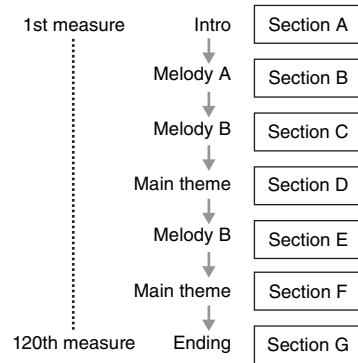 1st measure Intro Section A
Melody A Section B
Melody B Section C
Main theme Section D
Melody B Section E
Main theme Section F
120th measure Ending Section G